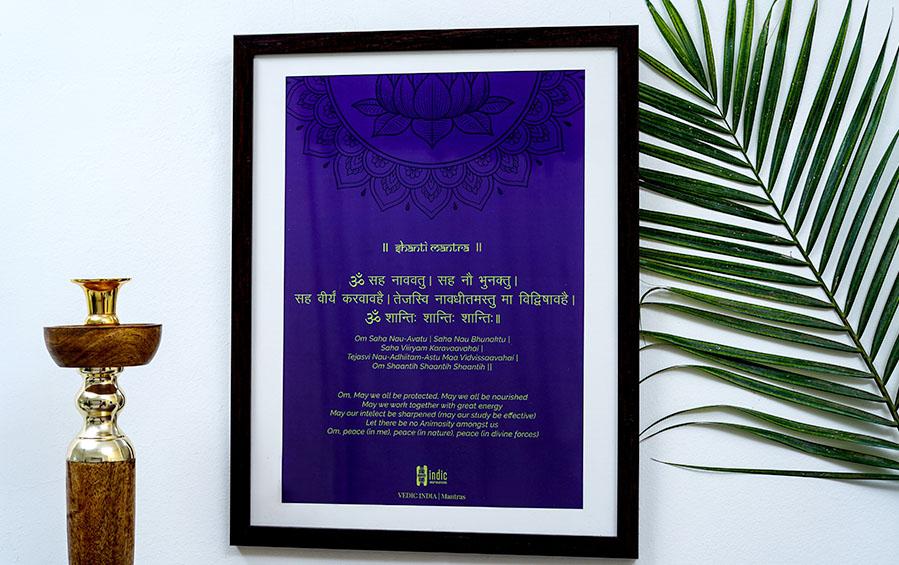 ॥ shanti mantra ॥
ॐ सह नाववतु। सह नौ भुनक्तु।
सह वीर्यं करवावहै। तेजस्वि नावधीतमस्तु मा विद्विषावहै।
ॐ शान्तिः शान्तिः शान्तिः॥
Om Saha Nau-Avatu | Saha Nau Bhunaktu |
Saha Viiryam Karavaavahai |
Tejasvi Nau-Adhiitam-Astu Maa Vidvissaavahai |
Om Shaantih Shaantih Shaantih ||
Om, May we all be protected, May we all be nourished
May we work together with great energy
May our intelect be sharpened (may our study be effective)
Let there be no Animosity amongst us
Om, peace (in me), peace (in nature), peace (in divine forces)
indic
VEDIC INDIA | Mantras